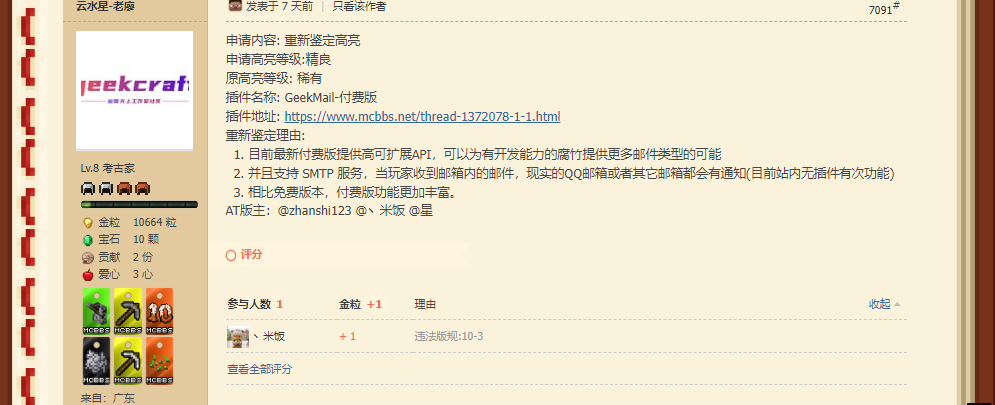 云水星-老廖
发表于 7 天前 | 只看该作者
7091#
申请内容: 重新鉴定高亮
申请高亮等级:精良
原高亮等级: 稀有
插件名称: GeekMail-付费版
插件地址: https://www.mcbbs.net/thread-1372078-1-1.html
重新鉴定理由:
1. 目前最新付费版提供高可扩展API，可以为有开发能力的腐竹提供更多邮件类型的可能
2. 并且支持 SMTP 服务，当玩家收到邮箱内的邮件，现实的QQ邮箱或者其它邮箱都会有通知(目前站内无插件有次功能)
3. 相比免费版本，付费版功能更加丰富。
AT版主：@zhanshi123 @丶米饭 @星
geekcraft
Lv.8 考古家
金粒 10664 粒
宝石 10 颗
贡献 2 份
爱心 3 心
MCBBS
MCBBS
10
MCBBS
MCBBS
MCBBS
MCBBS
来自：广东
评分
参与人数 1
金粒 +1
理由
收起
丶米饭
+ 1
违法版规:10-3
查看全部评分